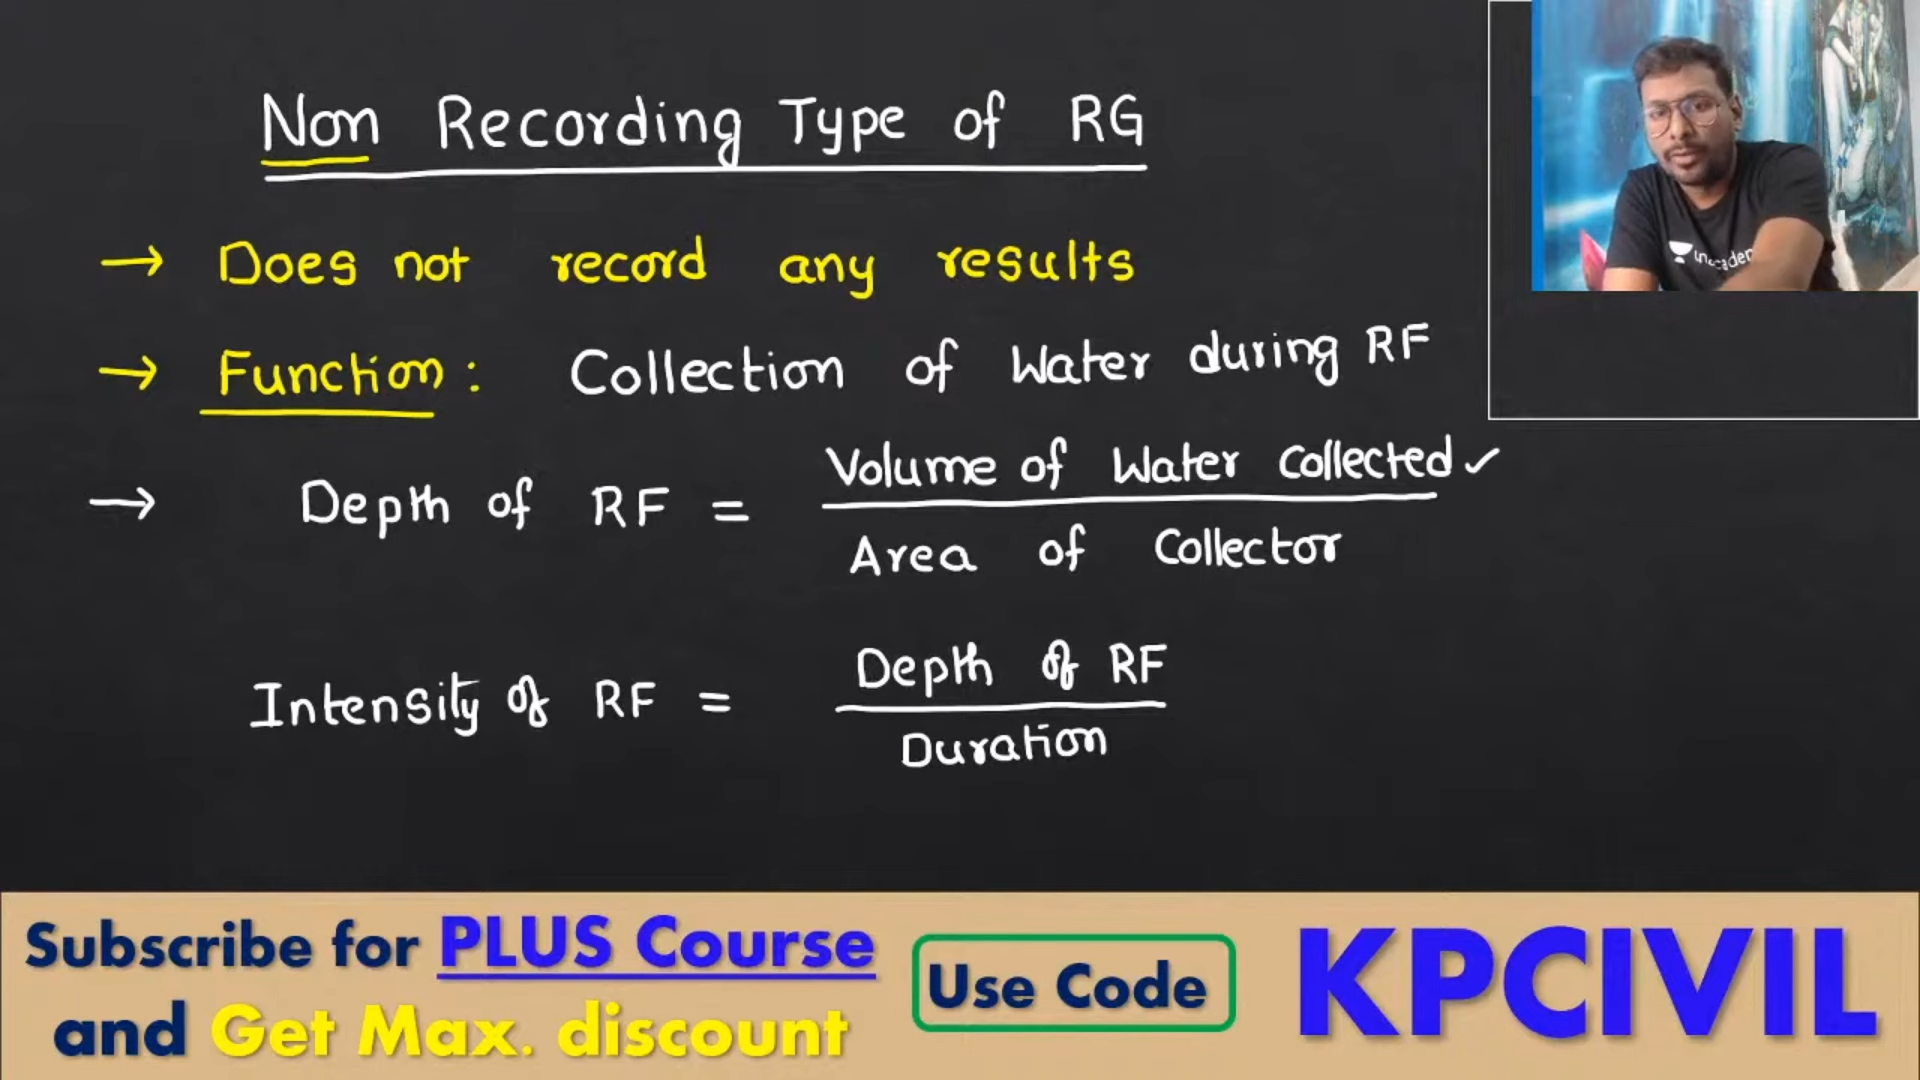 Non Recording Type of RG
→ Does not record any results
→ Function : Collection of Water during RF
→ Depth of RF = Volume of Water Collected ✓
Area of Collector
Intensity of RF = Depth of RF
Duration
Subscribe for PLUS Course
and Get Max. discount
Use Code
KPCIVIL